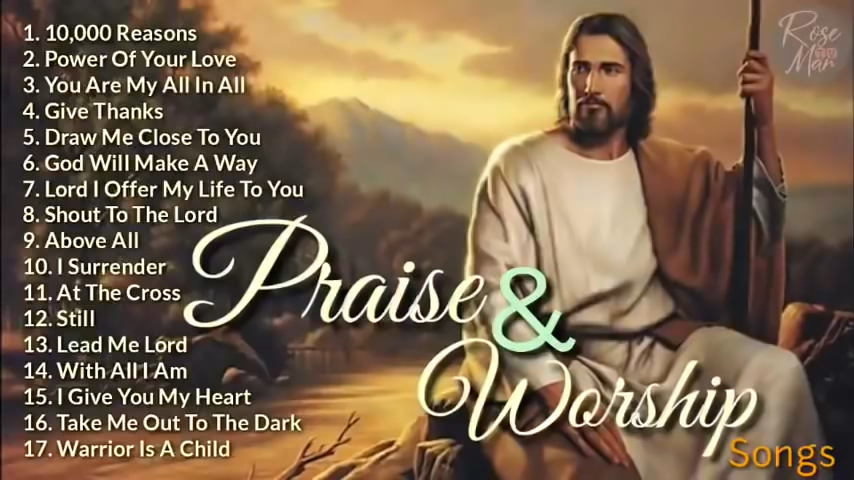 1. 10,000 Reasons
2. Power Of Your Love
3. You Are My All In All
4. Give Thanks
5. Draw Me Close To You
6. God Will Make A Way
7. Lord I Offer My Life To You
8. Shout To The Lord
9. Above All
10. I Surrender
11. At The Cross
12. Still
13. Lead Me Lord
14. With All I Am
15. I Give You My Heart
16. Take Me Out To The Dark
17. Warrior Is A Child
Praise &
Worship
Songs
Rose
Man